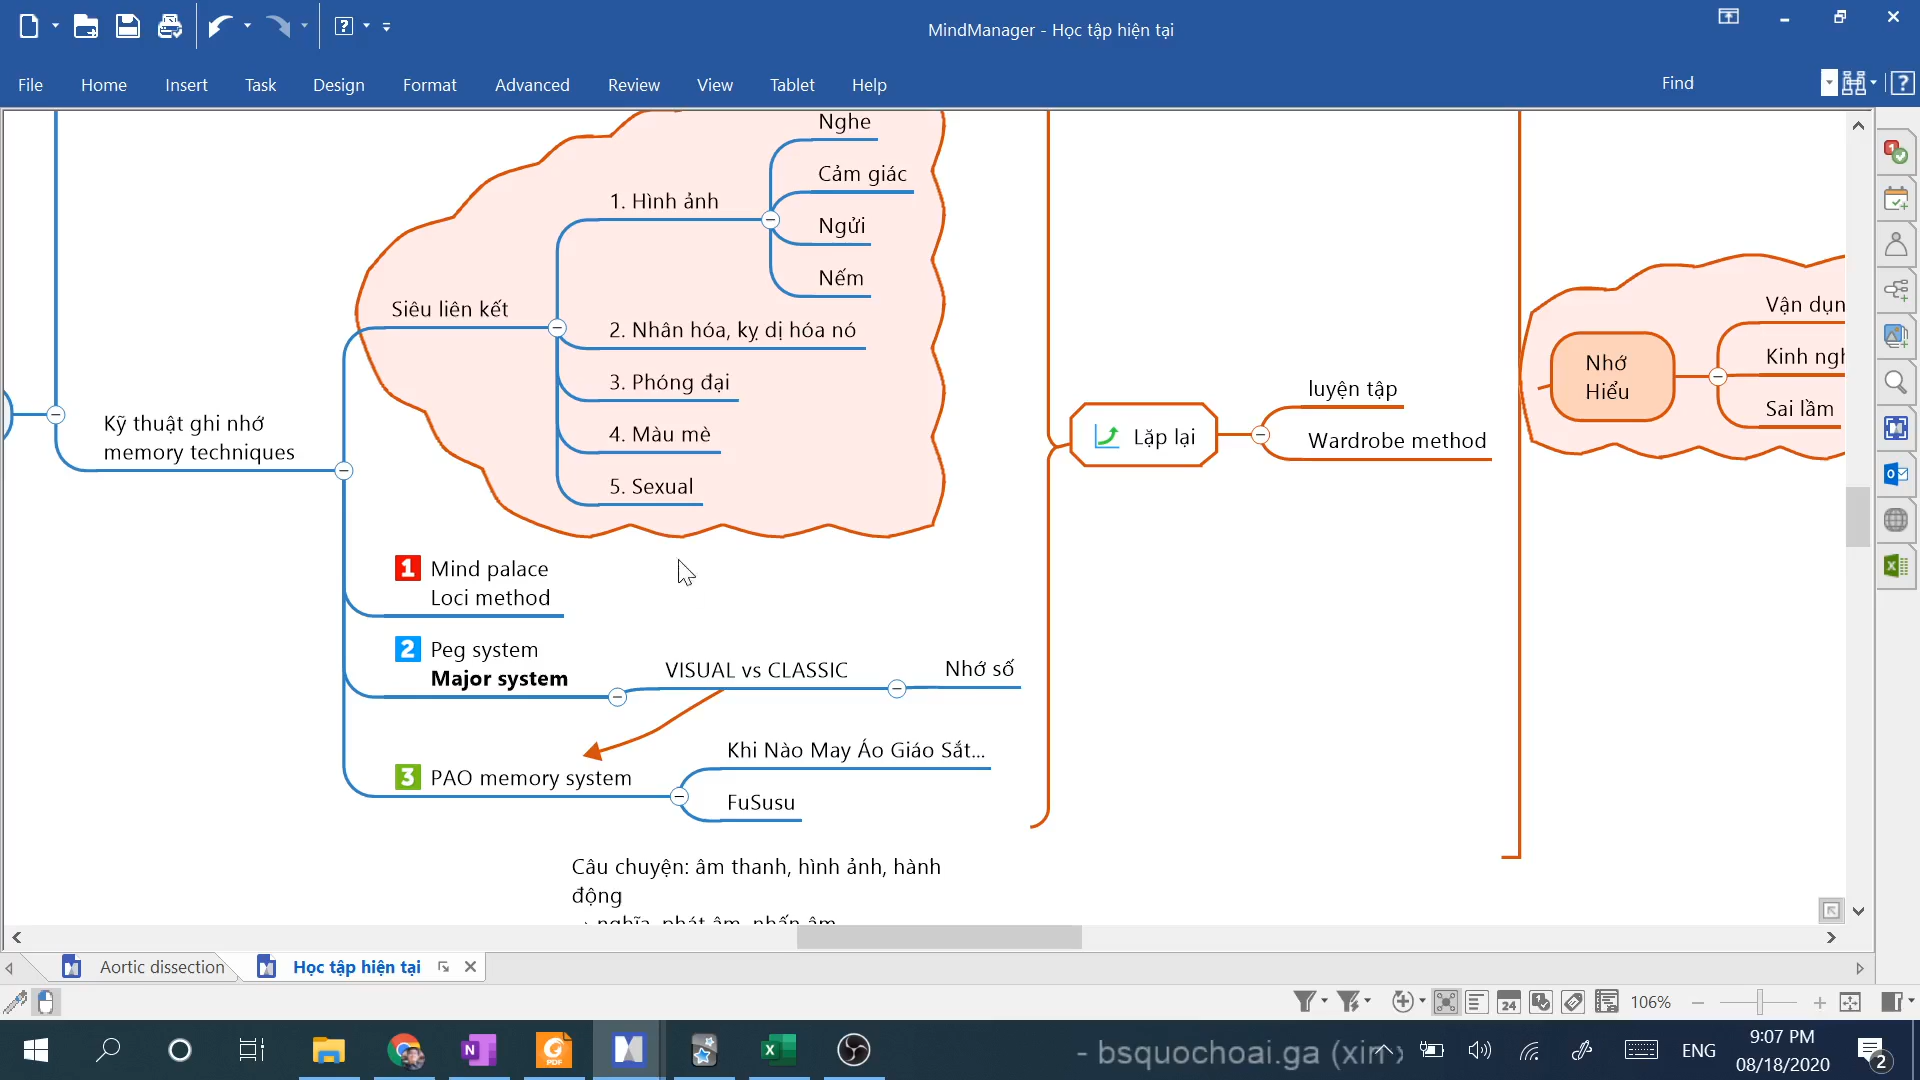 MindManager - Học tập hiện tại
File
Home
Insert
Task
Design
Format
Advanced
Review
View
Tablet
Help
Find
Nghe
Cảm giác
1. Hình ảnh
Ngửi
Nếm
Siêu liên kết
2. Nhân hóa, kỵ dị hóa nó
3. Phóng đại
4. Màu mè
5. Sexual
Kỹ thuật ghi nhớ
memory techniques
1 Mind palace
Loci method
2 Peg system
Major system
VISUAL vs CLASSIC
Nhớ số
3 PAO memory system
Khi Nào May Áo Giáo Sắt...
FuSusu
Câu chuyện: âm thanh, hình ảnh, hành
động
Lặp lại
luyện tập
Wardrobe method
Nhớ
Hiểu
Vận dụn
Kinh ngh
Sai lầm
Aortic dissection
Học tập hiện tại
106%
- bsquochoai.ga (xin
ENG
9:07 PM
08/18/2020
2